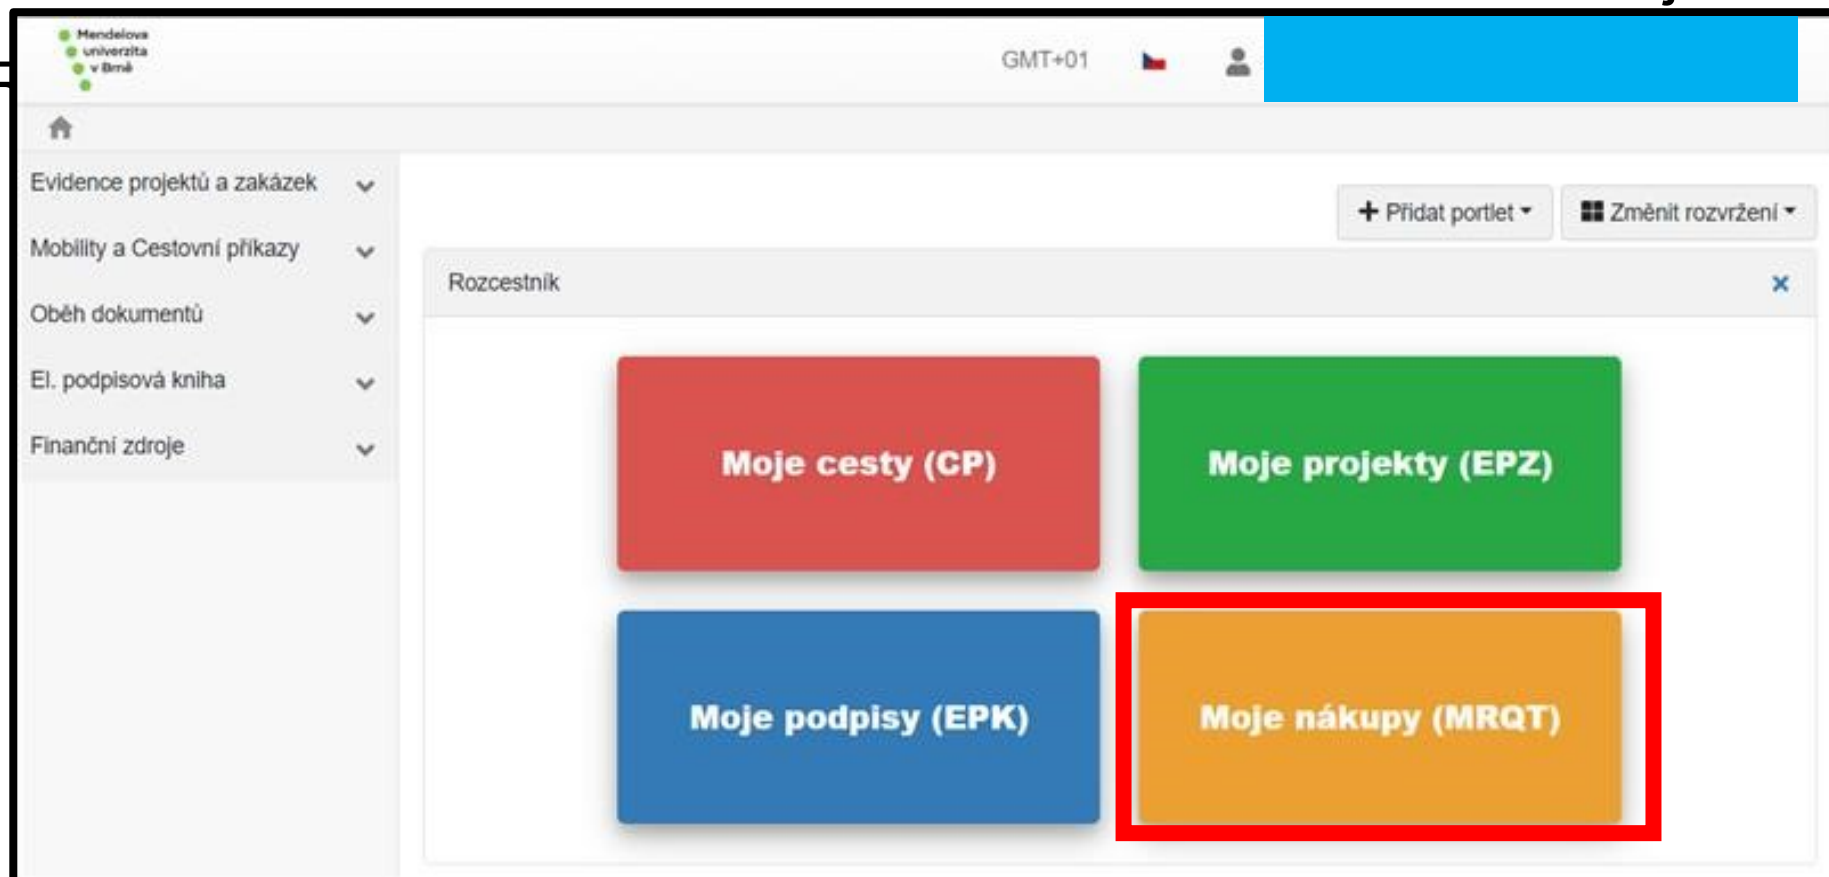 Mendelova
univerzita
v Brně
GMT+01
Evidence projektů a zakázek
Mobility a Cestovní příkazy
Oběh dokumentů
El. podpisová kniha
Finanční zdroje
+ Přidat portlet
Změnit rozvržení
Rozcestník
Moje cesty (CP)
Moje projekty (EPZ)
Moje podpisy (EPK)
Moje nákupy (MRQT)